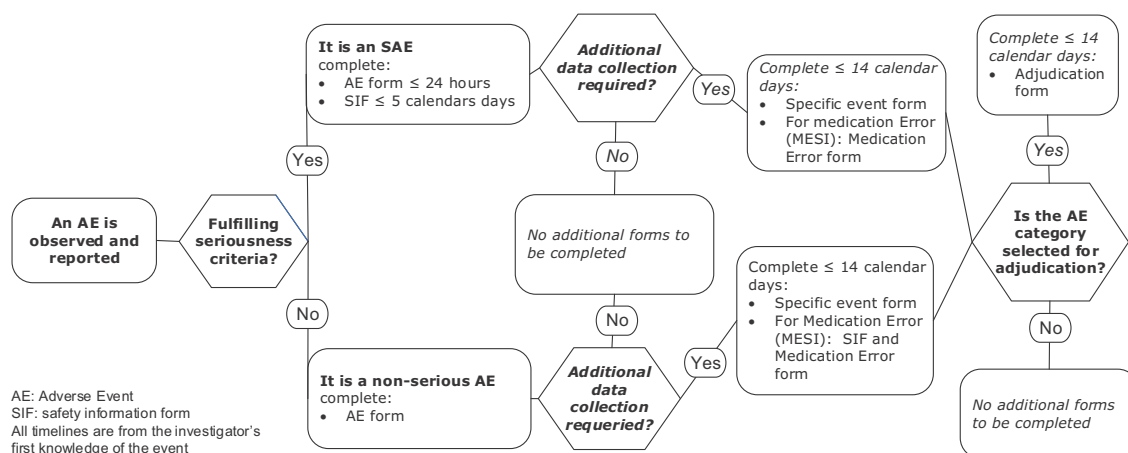 An AE is
observed and
reported
Fulfilling
seriousness
criteria?
Yes
It is an SAE
complete:
• AE form ≤ 24 hours
• SIF ≤ 5 calendars days
Additional
data collection
required?
Yes
Complete ≤ 14 calendar
days:
• Specific event form
• For medication Error
(MESI): Medication
Error form
No
No additional forms to
be completed
No
No
It is a non-serious AE
complete:
• AE form
Additional
data
collection
requeried?
Yes
Complete ≤ 14 calendar
days:
• Specific event form
• For Medication Error
(MESI): SIF and
Medication Error
form
Is the AE
category
selected for
adjudication?
Yes
Complete ≤ 14
calendar days:
• Adjudication
form
No
No additional forms
to be completed
AE: Adverse Event
SIF: safety information form
All timelines are from the investigator's
first knowledge of the event